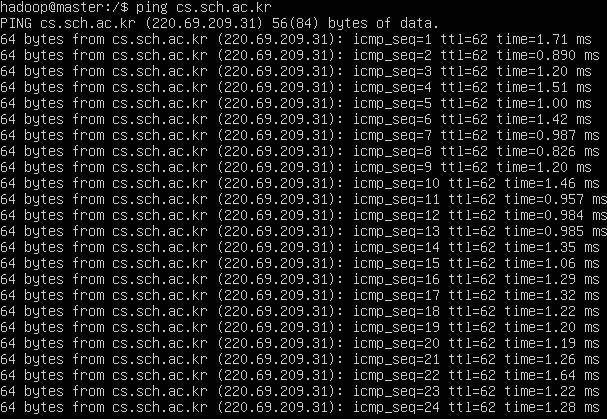 hadoop@master:/$ ping cs.sch.ac.kr
PING cs.sch.ac.kr (220.69.209.31) 56(84) bytes of data.
64 bytes from cs.sch.ac.kr (220.69.209.31): icmp_seq=1 ttl=62 time=1.71 ms
64 bytes from cs.sch.ac.kr (220.69.209.31): icmp_seq=2 ttl=62 time=0.890 ms
64 bytes from cs.sch.ac.kr (220.69.209.31): icmp_seq=3 ttl=62 time=1.20 ms
64 bytes from cs.sch.ac.kr (220.69.209.31): icmp_seq=4 ttl=62 time=1.51 ms
64 bytes from cs.sch.ac.kr (220.69.209.31): icmp_seq=5 ttl=62 time=1.00 ms
64 bytes from cs.sch.ac.kr (220.69.209.31): icmp_seq=6 ttl=62 time=1.42 ms
64 bytes from cs.sch.ac.kr (220.69.209.31): icmp_seq=7 ttl=62 time=0.987 ms
64 bytes from cs.sch.ac.kr (220.69.209.31): icmp_seq=8 ttl=62 time=0.826 ms
64 bytes from cs.sch.ac.kr (220.69.209.31): icmp_seq=9 ttl=62 time=1.20 ms
64 bytes from cs.sch.ac.kr (220.69.209.31): icmp_seq=10 ttl=62 time=1.46 ms
64 bytes from cs.sch.ac.kr (220.69.209.31): icmp_seq=11 ttl=62 time=0.957 ms
64 bytes from cs.sch.ac.kr (220.69.209.31): icmp_seq=12 ttl=62 time=0.984 ms
64 bytes from cs.sch.ac.kr (220.69.209.31): icmp_seq=13 ttl=62 time=0.985 ms
64 bytes from cs.sch.ac.kr (220.69.209.31): icmp_seq=14 ttl=62 time=1.35 ms
64 bytes from cs.sch.ac.kr (220.69.209.31): icmp_seq=15 ttl=62 time=1.06 ms
64 bytes from cs.sch.ac.kr (220.69.209.31): icmp_seq=16 ttl=62 time=1.29 ms
64 bytes from cs.sch.ac.kr (220.69.209.31): icmp_seq=17 ttl=62 time=1.32 ms
64 bytes from cs.sch.ac.kr (220.69.209.31): icmp_seq=18 ttl=62 time=1.22 ms
64 bytes from cs.sch.ac.kr (220.69.209.31): icmp_seq=19 ttl=62 time=1.20 ms
64 bytes from cs.sch.ac.kr (220.69.209.31): icmp_seq=20 ttl=62 time=1.19 ms
64 bytes from cs.sch.ac.kr (220.69.209.31): icmp_seq=21 ttl=62 time=1.26 ms
64 bytes from cs.sch.ac.kr (220.69.209.31): icmp_seq=22 ttl=62 time=1.64 ms
64 bytes from cs.sch.ac.kr (220.69.209.31): icmp_seq=23 ttl=62 time=1.22 ms
64 bytes from cs.sch.ac.kr (220.69.209.31): icmp_seq=24 ttl=62 time=1.28 ms